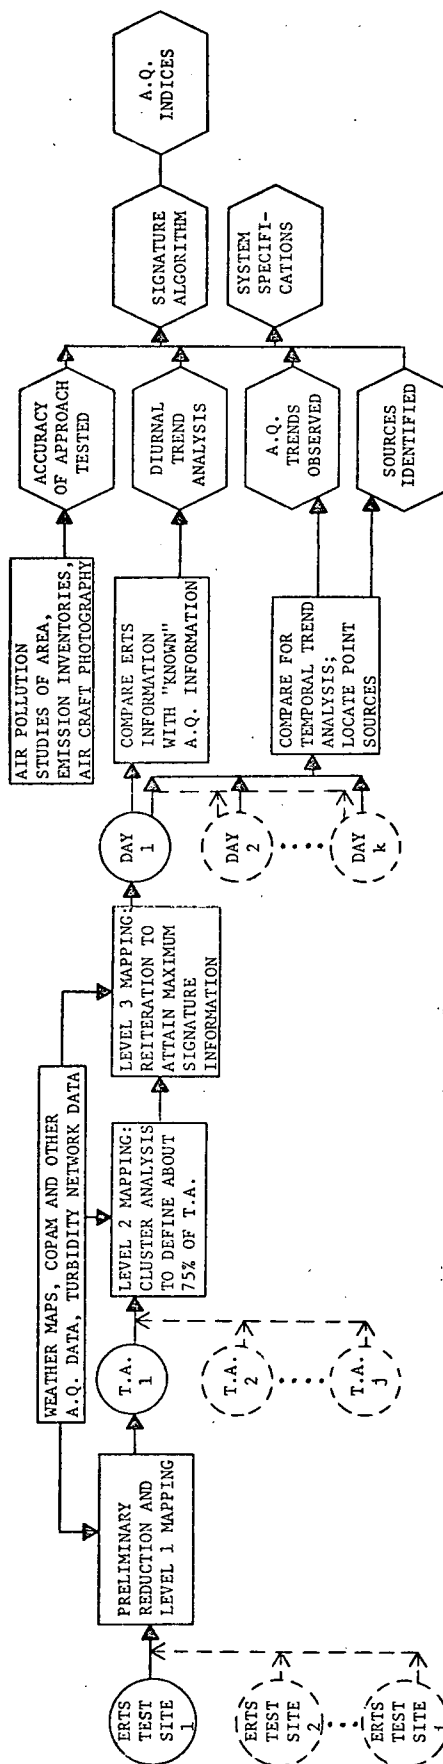 ERTS
TEST
SITE
1
ERTS
TEST
SITE
2
ERTS
TEST
SITE
PRELIMINARY
REDUCTION AND
LEVEL 1 MAPPING
WEATHER MAPS, COPAM AND OTHER
A.Q. DATA, TURBIDITY NETWORK DATA
T.A.
1
T.A.
2
T.A.
j
LEVEL 2 MAPPING:
CLUSTER ANALYSIS
TO DEFINE ABOUT
75% OF T.A.
LEVEL 3 MAPPING:
REITERATION TO
ATTAIN MAXIMUM
SIGNATURE
INFORMATION
DAY
1
DAY
2
DAY
k
AIR POLLUTION
STUDIES OF AREA,
EMISSION INVENTORIES,
AIR CRAFT PHOTOGRAPHY
COMPARE ERTS
INFORMATION
WITH "KNOWN"
A.Q. INFORMATION
COMPARE FOR
TEMPORAL TREND
ANALYSIS;
LOCATE POINT
SOURCES
ACCURACY
OF APPROACH
TESTED
DIURNAL
TREND
ANALYSIS
A.Q.
TRENDS
OBSERVED
SOURCES
IDENTIFIED
SIGNATURE
ALGORITHM
SYSTEM
SPECIFI-
CATIONS
A.Q.
INDICES